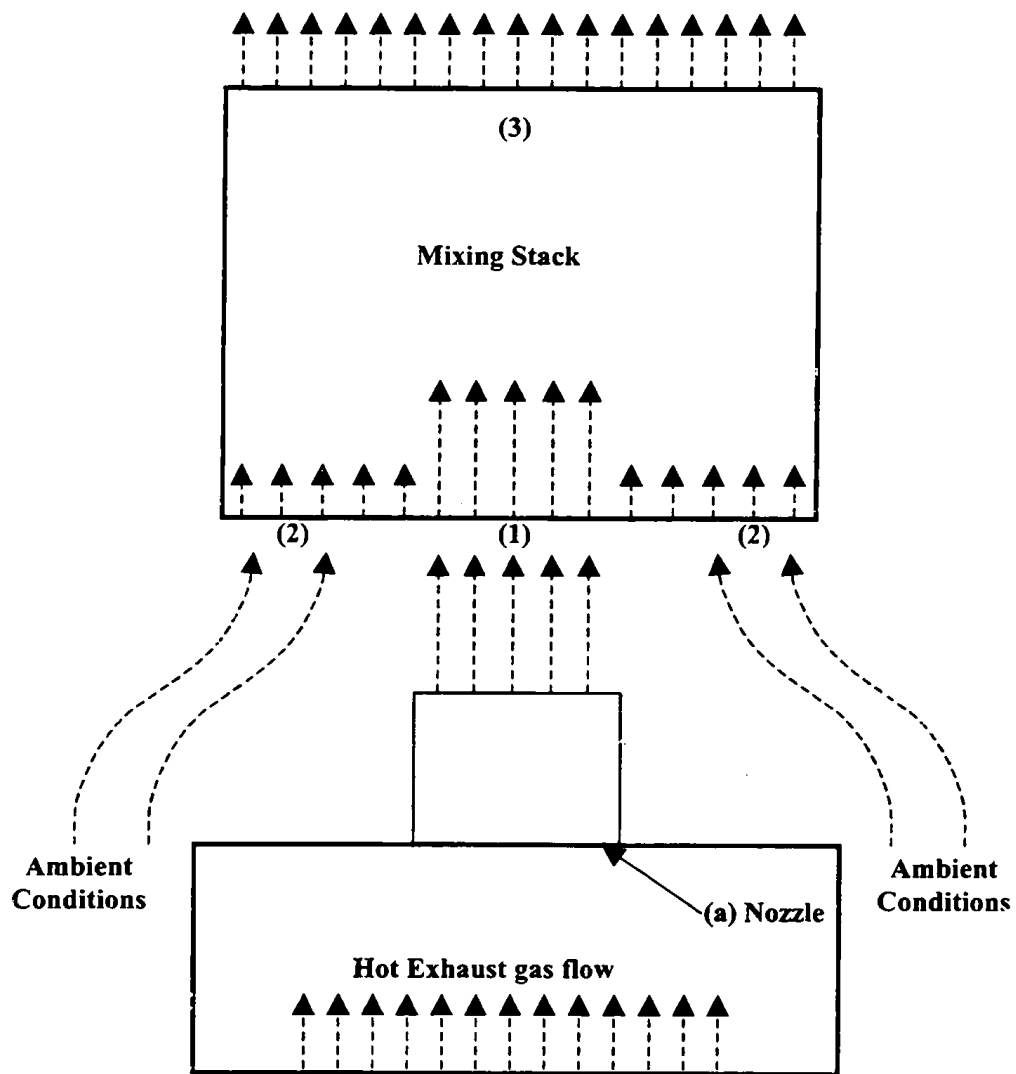 (3)
Mixing Stack
(2)
(1)
(2)
Ambient
Conditions
Ambient
Conditions
(a) Nozzle
Hot Exhaust gas flow